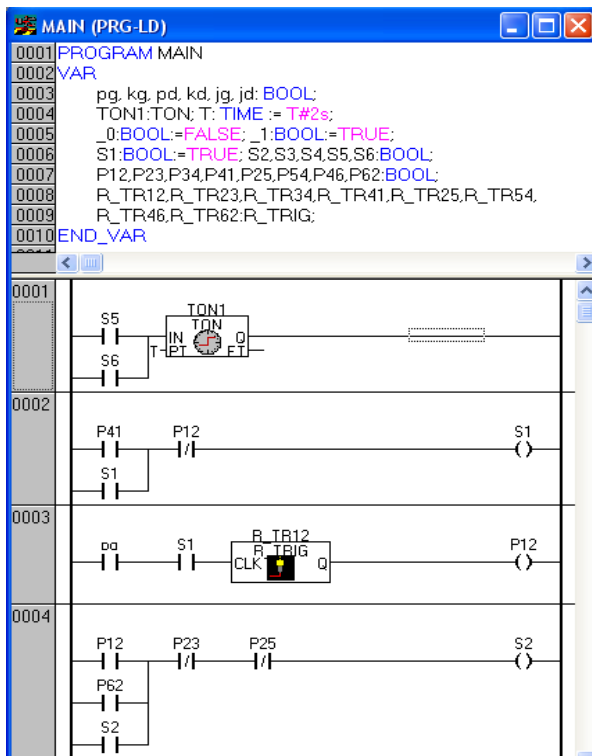 MAIN (PRG-LD)
0001 PROGRAM MAIN
0002 VAR
0003 pg, kg, pd, kd, jg, jd: BOOL;
0004 TON1:TON; T: TIME := T#2s;
0005 _0:BOOL:=FALSE; _1:BOOL:=TRUE;
0006 S1:BOOL:=TRUE; S2,S3,S4,S5,S6:BOOL;
0007 P12,P23,P34,P41,P25,P54,P46,P62:BOOL;
0008 R_TR12,R_TR23,R_TR34,R_TR41,R_TR25,R_TR54,
0009 R_TR46,R_TR62:R_TRIG;
0010 END_VAR
0001
TON1
S5 TON
IN Q
T PT ET
S6
0002
P41 P12 S1
S1
0003
R_TR12
pg S1 R_TRIG P12
CLK Q
0004
P12 P23 P25 S2
P62
S2